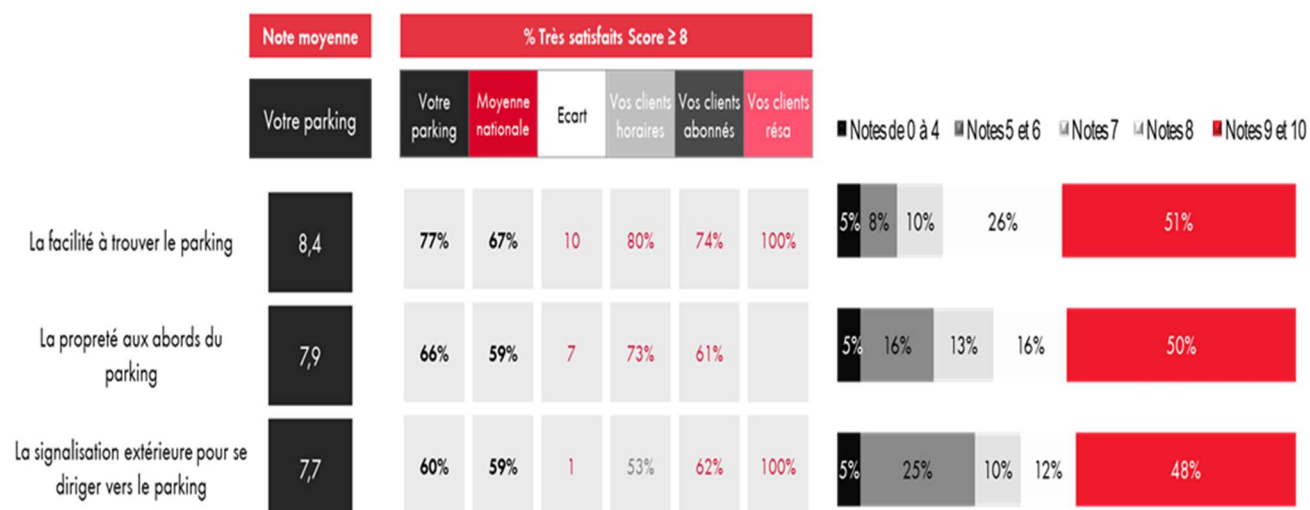 Note moyenne
% Très satisfaits Score ≥ 8
Votre parking
Votre
parking
Moyenne
nationale
Ecart
Vos clients
horaires
Vos clients
abonnés
Vos clients
résa
Notes de 0 à 4 Notes 5 et 6 Notes 7 Notes 8 Notes 9 et 10
La facilité à trouver le parking 8,4 77% 67% 10 80% 74% 100% 5% 8% 10% 26% 51%
La propreté aux abords du
parking
7,9 66% 59% 7 73% 61% 5% 16% 13% 16% 50%
La signalisation extérieure pour se
diriger vers le parking
7,7 60% 59% 1 53% 62% 100% 5% 25% 10% 12% 48%